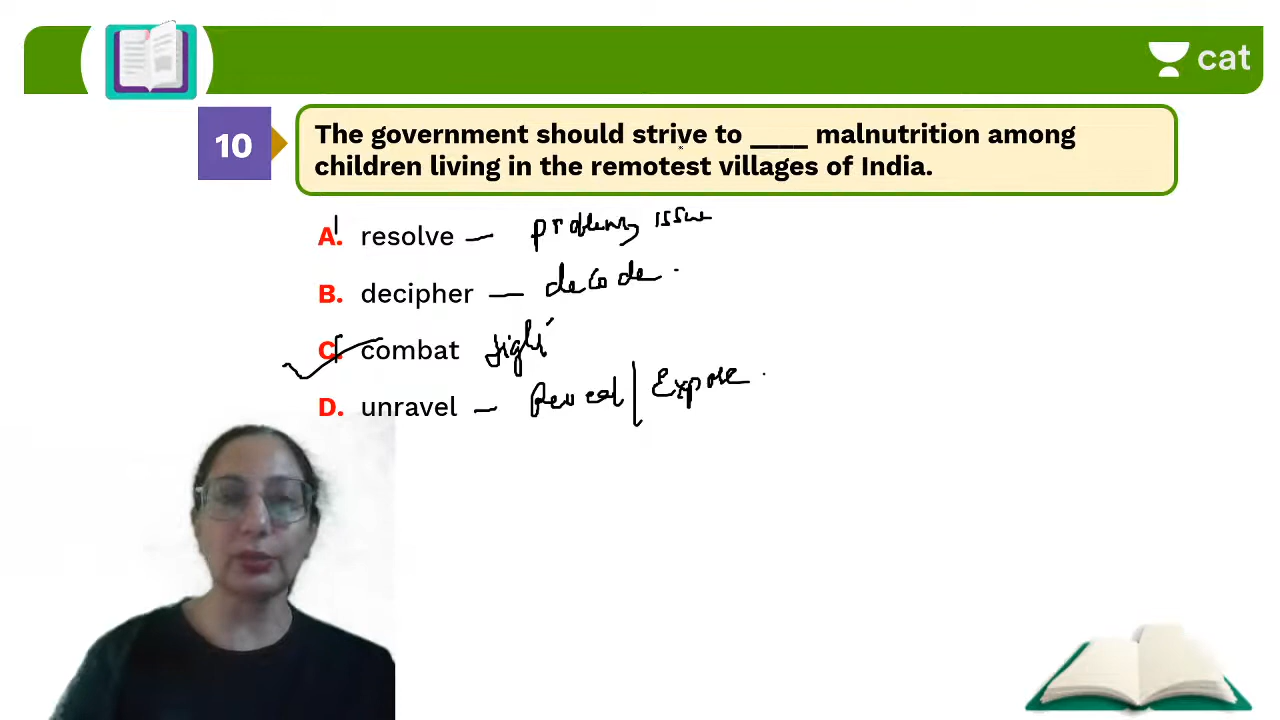 cat
10
The government should strive to ____ malnutrition among
children living in the remotest villages of India.
A. resolve — problem, issue
B. decipher — decode.
C. combat fight
D. unravel — Reveal | Expose.